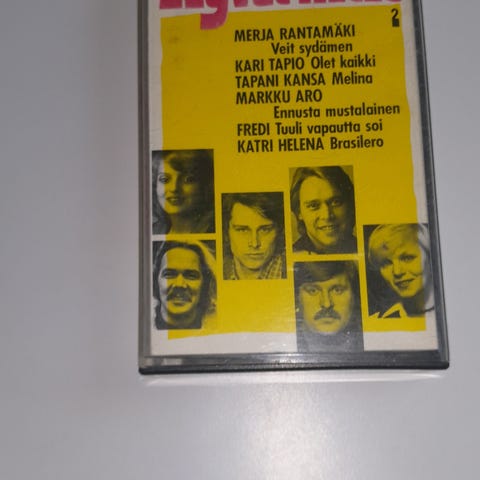 2
MERJA RANTAMÄKI
Veit sydämen
KARI TAPIO Olet kaikki
TAPANI KANSA Melina
MARKKU ARO
Ennusta mustalainen
FREDI Tuuli vapautta soi
KATRI HELENA Brasilero